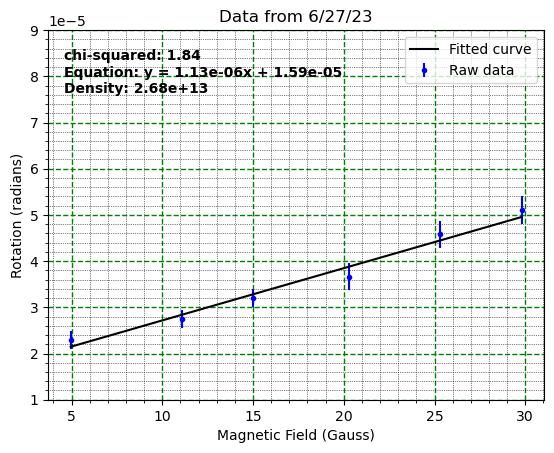 Data from 6/27/23
1e−5
chi-squared: 1.84
Equation: y = 1.13e-06x + 1.59e-05
Density: 2.68e+13
Fitted curve
Raw data
9
8
7
6
5
4
3
2
1
Rotation (radians)
5 10 15 20 25 30
Magnetic Field (Gauss)